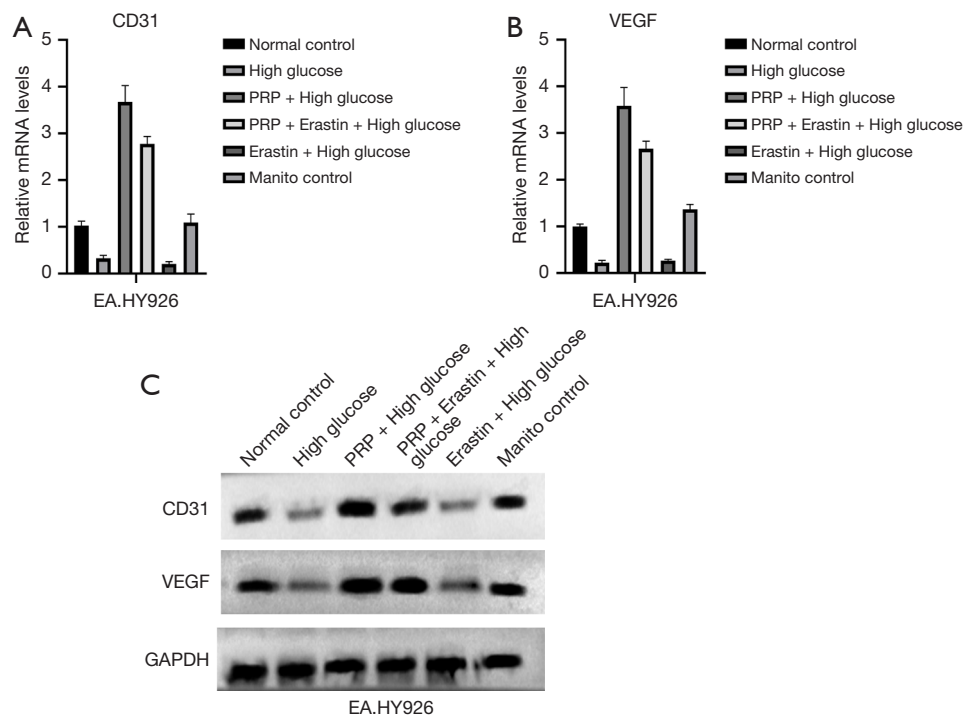 A
CD31
Relative mRNA levels
5
4
3
2
1
0
EA.HY926
Normal control
High glucose
PRP + High glucose
PRP + Erastin + High glucose
Erastin + High glucose
Manito control
B
VEGF
Relative mRNA levels
5
4
3
2
1
0
EA.HY926
Normal control
High glucose
PRP + High glucose
PRP + Erastin + High glucose
Erastin + High glucose
Manito control
C
Normal control
High glucose
PRP + High glucose
PRP + Erastin + High
glucose
Erastin + High glucose
Manito control
CD31
VEGF
GAPDH
EA.HY926